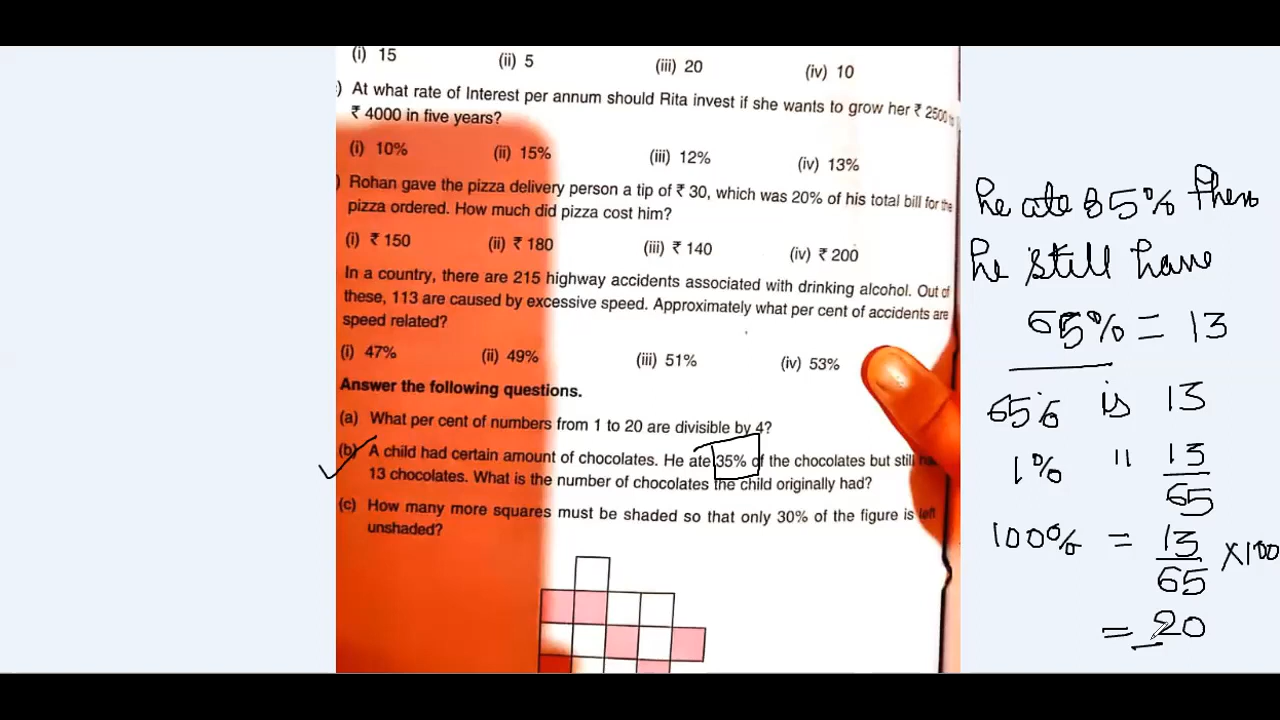 (i) 15 (ii) 5 (iii) 20 (iv) 10
) At what rate of Interest per annum should Rita invest if she wants to grow her ₹ 2500 to
₹ 4000 in five years?
(i) 10% (ii) 15% (iii) 12% (iv) 13%
) Rohan gave the pizza delivery person a tip of ₹ 30, which was 20% of his total bill for the
pizza ordered. How much did pizza cost him?
(i) ₹ 150 (ii) ₹ 180 (iii) ₹ 140 (iv) ₹ 200
In a country, there are 215 highway accidents associated with drinking alcohol. Out of
these, 113 are caused by excessive speed. Approximately what per cent of accidents are
speed related?
(i) 47% (ii) 49% (iii) 51% (iv) 53%
Answer the following questions.
(a) What per cent of numbers from 1 to 20 are divisible by 4?
(b) A child had certain amount of chocolates. He ate 35% of the chocolates but still
13 chocolates. What is the number of chocolates the child originally had?
(c) How many more squares must be shaded so that only 30% of the figure is left
unshaded?
he ate 35% then
he still have
65% = 13
65% is 13
1% " 13/65
100% = 13/65 ×100
= 20